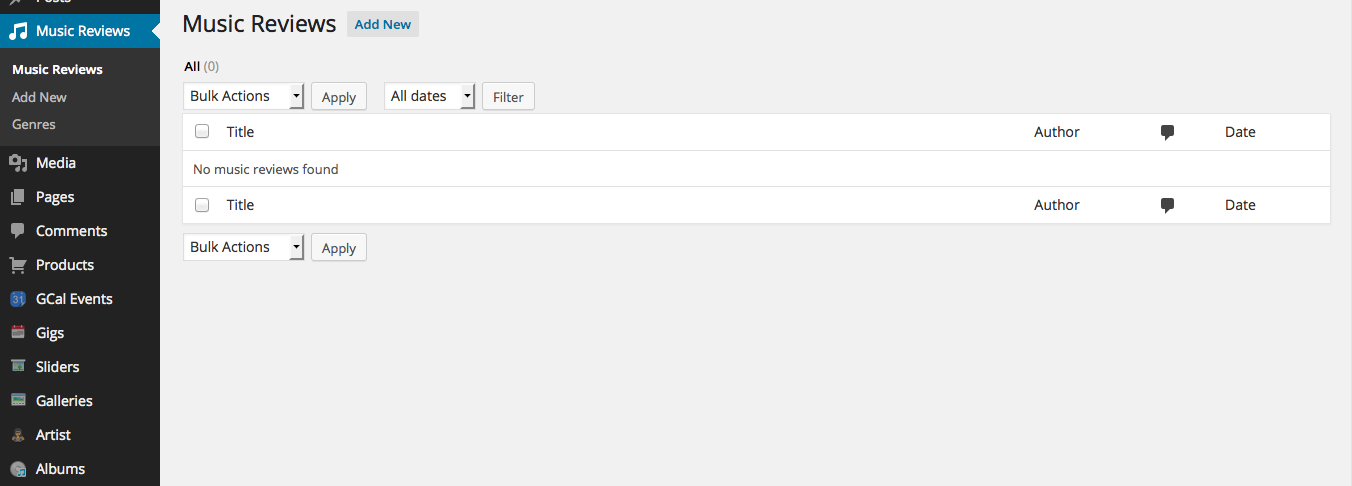 Posts
Music Reviews
Music Reviews
Add New
Genres
Media
Pages
Comments
Products
GCal Events
31
Gigs
Sliders
Galleries
Artist
Albums
Music Reviews Add New
All (0)
Bulk Actions Apply All dates Filter
Title Author Date
No music reviews found
Title Author Date
Bulk Actions Apply